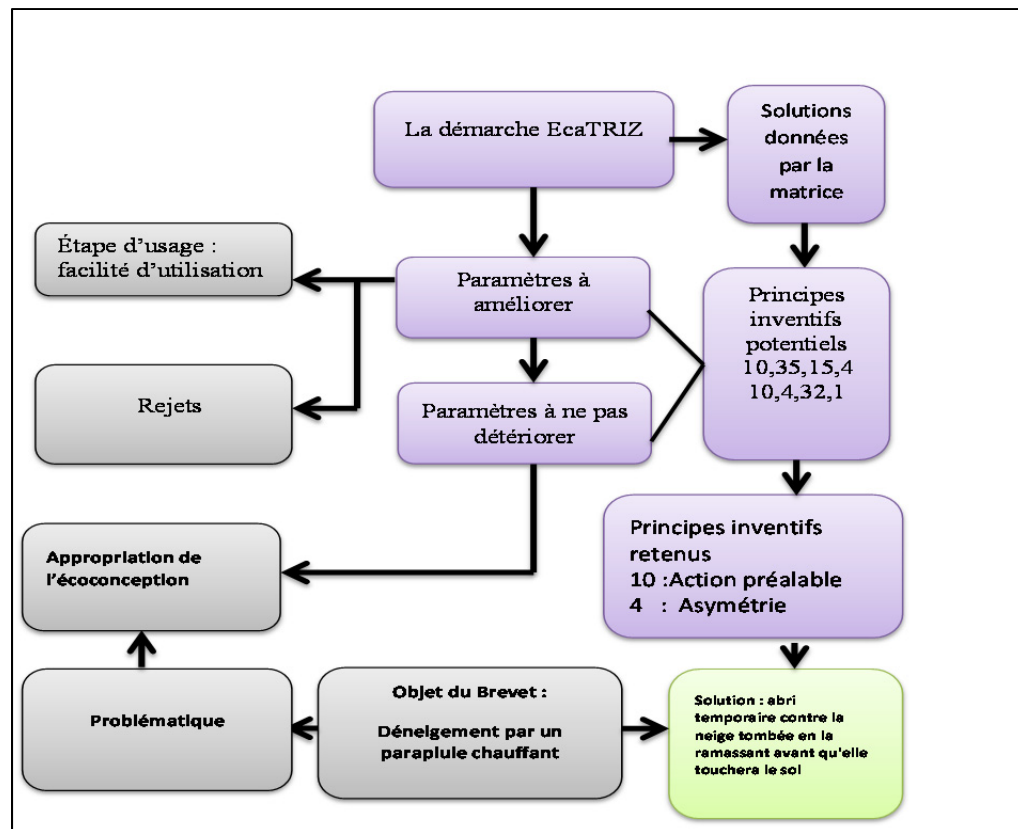 La démarche EcaTRIZ
Solutions
données
par la
matrice
Étape d'usage :
facilité d'utilisation
Paramètres à
améliorer
Principes
inventifs
potentiels
10,35,15,4
10,4,32,1
Rejets
Paramètres à ne pas
détériorer
Appropriation de
l'écoconception
Principes inventifs
retenus
10 :Action préalable
4 : Asymétrie
Problématique
Objet du Brevet :
Déneigement par un
parapluie chauffant
Solution : abri
temporaire contre la
neige tombée en la
ramassant avant qu'elle
touchera le sol